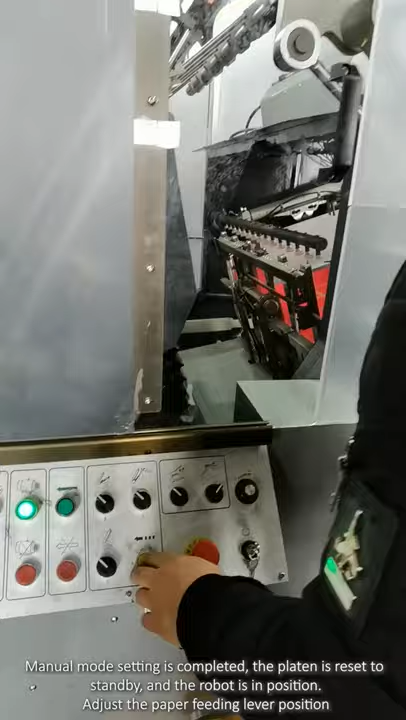 Manual mode setting is completed, the platen is reset to
standby, and the robot is in position.
Adjust the paper feeding lever position